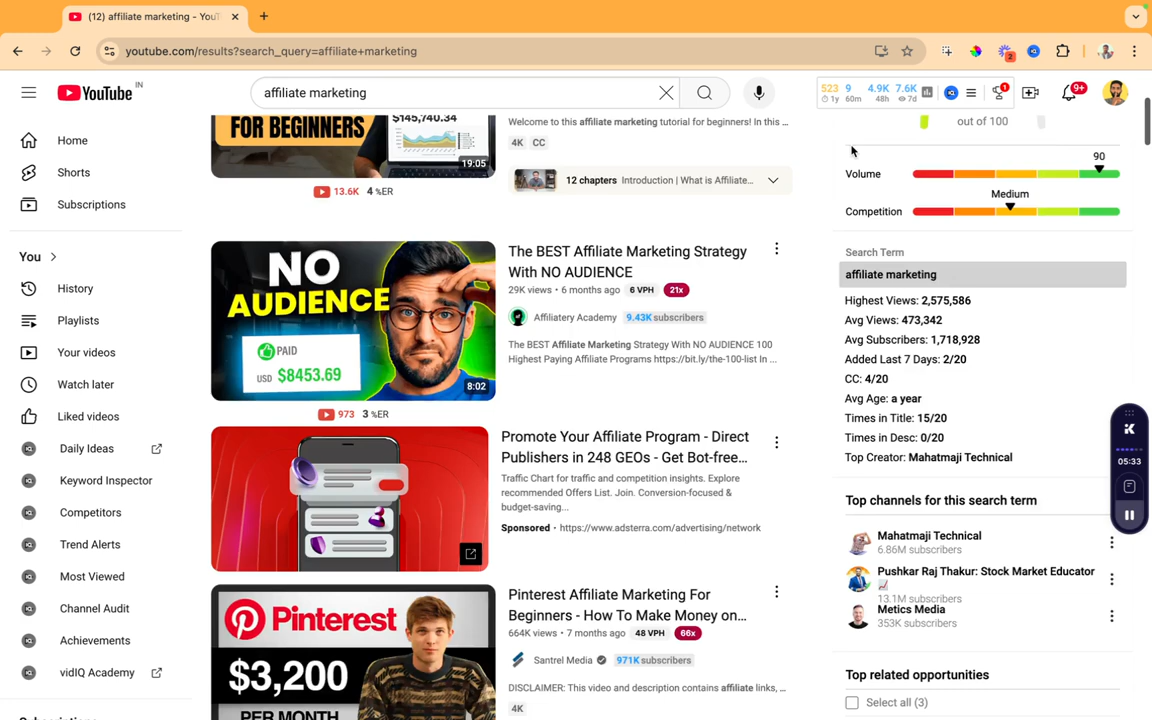 (12) affiliate marketing - You
youtube.com/results?search_query=affiliate+marketing
2
YouTube IN
affiliate marketing
523 9 4.9K 7.6K
1y 60m 48h 7d
1
9+
Home
Shorts
Subscriptions
You
History
Playlists
Your videos
Watch later
Liked videos
Daily Ideas
Keyword Inspector
Competitors
Trend Alerts
Most Viewed
Channel Audit
Achievements
vidIQ Academy
Subscriptions
FOR BEGINNERS
$145,740.34
19:05
Welcome to this affiliate marketing tutorial for beginners! In this ...
4K CC
12 chapters Introduction | What is Affiliate...
13.6K 4 %ER
NO
AUDIENCE
PAID
USD $8453.69
8:02
The BEST Affiliate Marketing Strategy
With NO AUDIENCE
29K views • 6 months ago 6 VPH 21x
Affiliatery Academy 9.43K subscribers
The BEST Affiliate Marketing Strategy With NO AUDIENCE 100
Highest Paying Affiliate Programs https://bit.ly/the-100-list In ...
973 3 %ER
Promote Your Affiliate Program - Direct
Publishers in 248 GEOs - Get Bot-free...
Traffic Chart for traffic and competition insights. Explore
recommended Offers List. Join. Conversion-focused &
budget-saving...
Sponsored • https://www.adsterra.com/advertising/network
Pinterest
$3,200
PER MONTH
Pinterest Affiliate Marketing For
Beginners - How To Make Money on...
664K views • 7 months ago 48 VPH 66x
Santrel Media 971K subscribers
DISCLAIMER: This video and description contains affiliate links, ...
4K
out of 100
90
Volume
Medium
Competition
Search Term
affiliate marketing
Highest Views: 2,575,586
Avg Views: 473,342
Avg Subscribers: 1,718,928
Added Last 7 Days: 2/20
CC: 4/20
Avg Age: a year
Times in Title: 15/20
Times in Desc: 0/20
Top Creator: Mahatmaji Technical
Top channels for this search term
Mahatmaji Technical
6.86M subscribers
Pushkar Raj Thakur: Stock Market Educator
13.1M subscribers
Metics Media
353K subscribers
Top related opportunities
Select all (3)
05:33